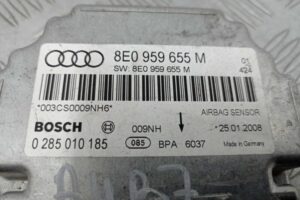 8E0 959 655 M
SW: 8E0 959 655 M
01
424
*003CS0009NH6*
AIRBAG SENSOR
BOSCH
009NH
25.01.2008
0 285 010 185
085
BPA 6037
Made in Germany